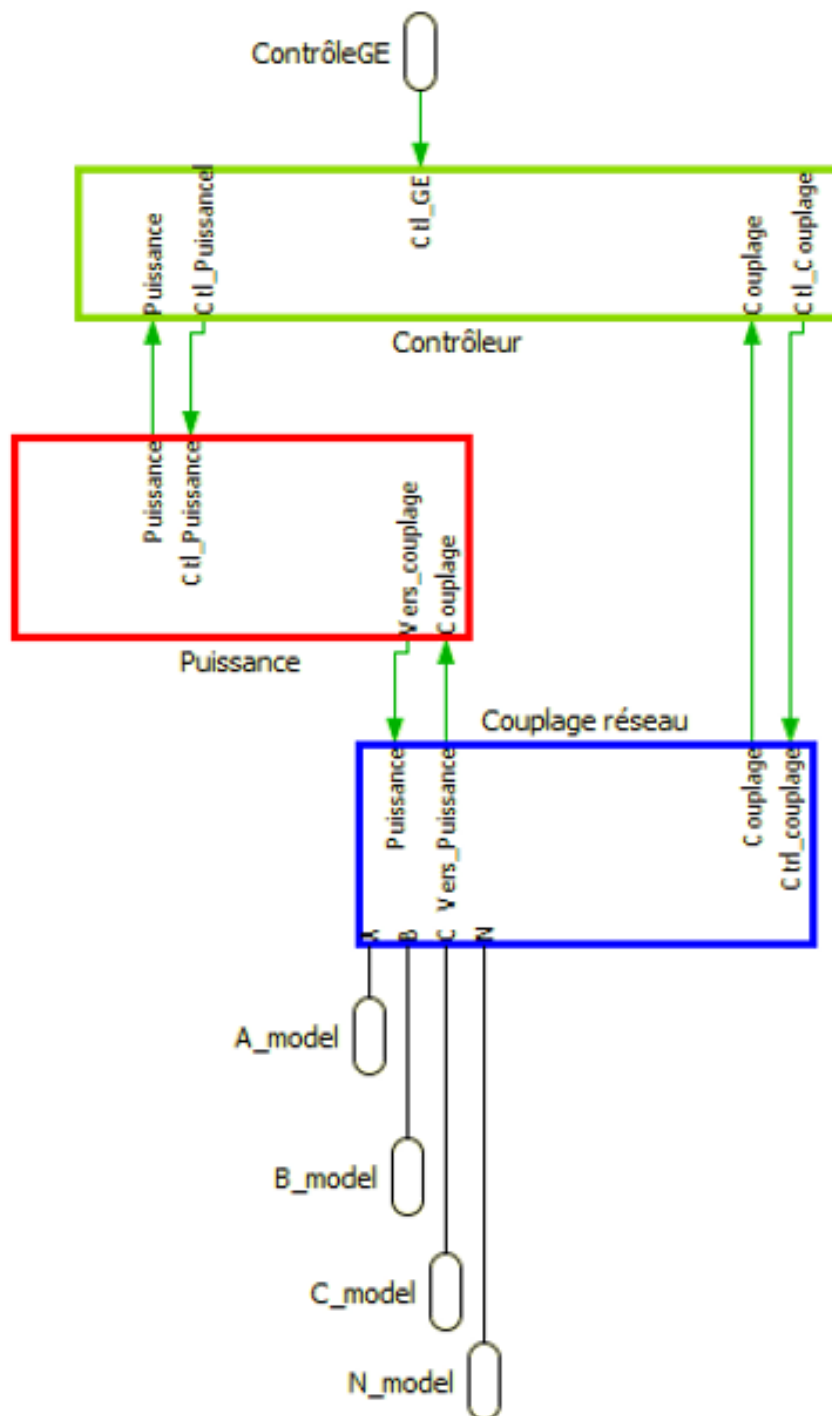 ContrôleGE
Puissance
Ctl_Puissancel
Ctl_GE
Couplage
Ctl_Couplage
Contrôleur
Puissance
Ctl_Puissance
Vers_couplage
Couplage
Puissance
Couplage réseau
Puissance
Vers_Puissance
Couplage
Ctrl_couplage
A
B
C
N
A_model
B_model
C_model
N_model